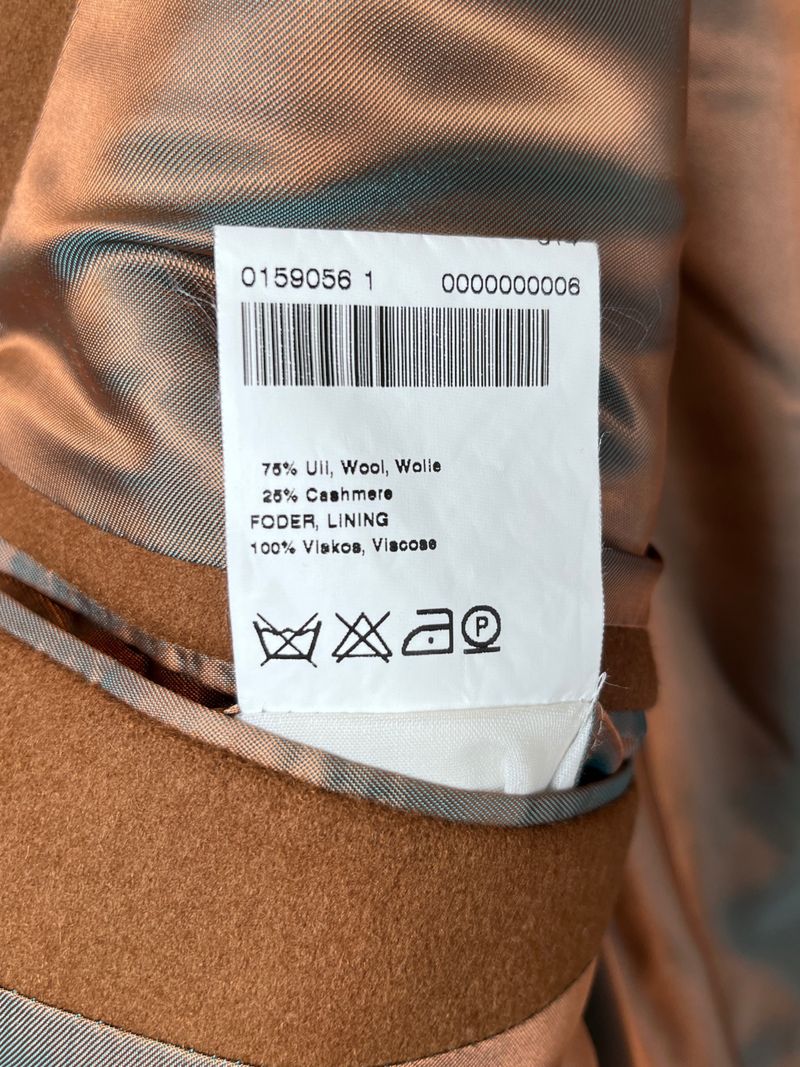 0159056 1 0000000006
75% Ull, Wool, Wolle
25% Cashmere
FODER, LINING
100% Viskos, Viscose
P